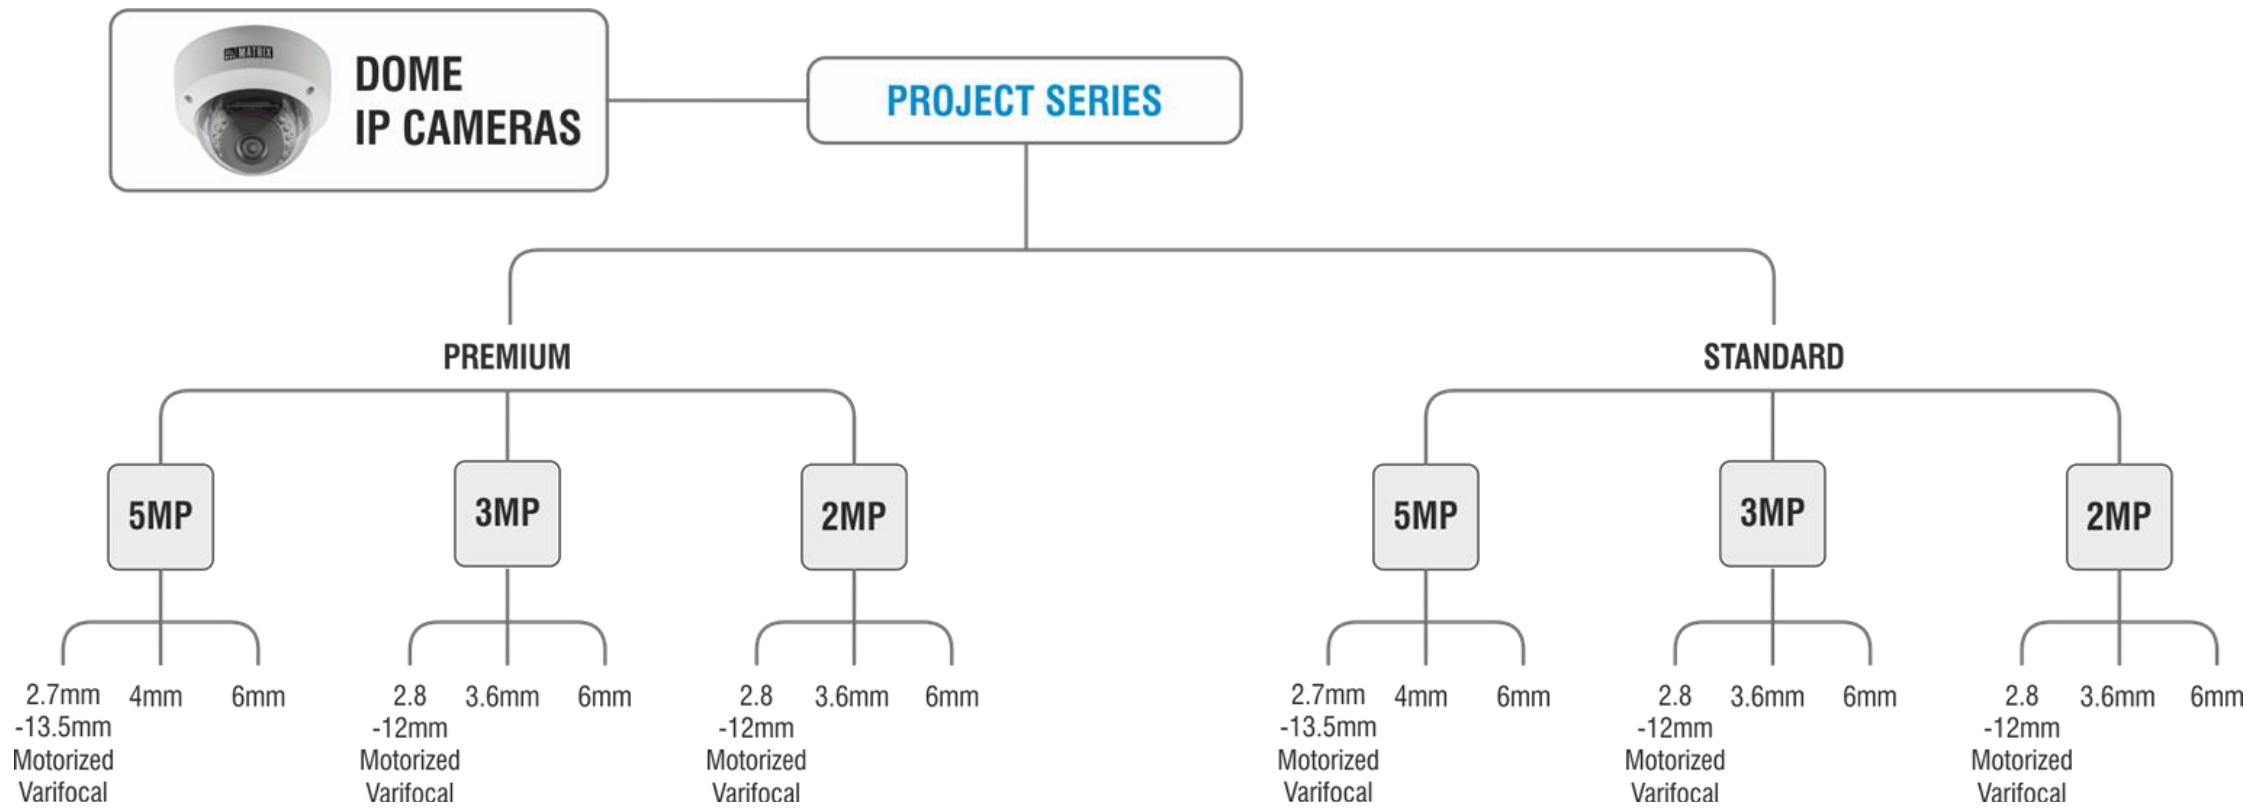 MATRIX
DOME
IP CAMERAS
PROJECT SERIES
PREMIUM
STANDARD
5MP
3MP
2MP
5MP
3MP
2MP
2.7mm
-13.5mm
Motorized
Varifocal
4mm
6mm
2.8
-12mm
Motorized
Varifocal
3.6mm
6mm
2.8
-12mm
Motorized
Varifocal
3.6mm
6mm
2.7mm
-13.5mm
Motorized
Varifocal
4mm
6mm
2.8
-12mm
Motorized
Varifocal
3.6mm
6mm
2.8
-12mm
Motorized
Varifocal
3.6mm
6mm